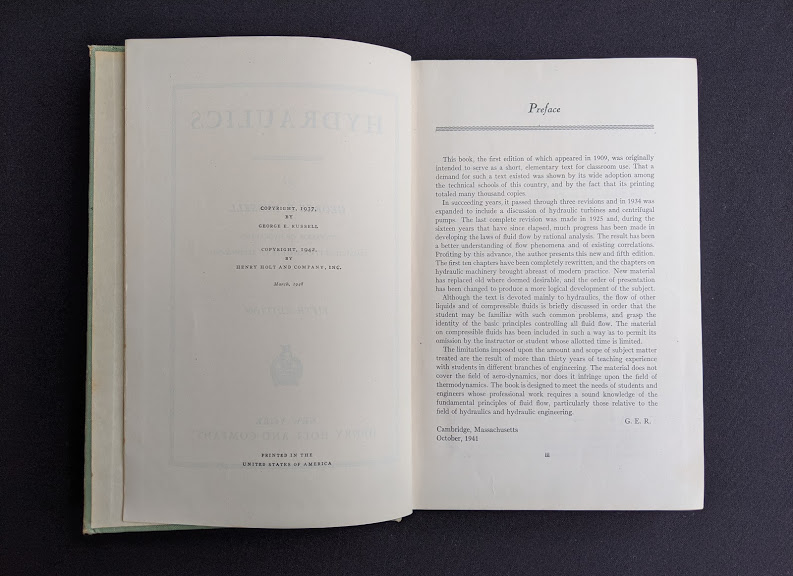 COPYRIGHT, 1937,
BY
GEORGE E. RUSSELL
COPYRIGHT, 1942,
BY
HENRY HOLT AND COMPANY, INC.
March, 1948
PRINTED IN THE
UNITED STATES OF AMERICA
Preface
This book, the first edition of which appeared in 1909, was originally
intended to serve as a short, elementary text for classroom use. That a
demand for such a text existed was shown by its wide adoption among
the technical schools of this country, and by the fact that its printing
totaled many thousand copies.
In succeeding years, it passed through three revisions and in 1934 was
expanded to include a discussion of hydraulic turbines and centrifugal
pumps. The last complete revision was made in 1925 and, during the
sixteen years that have since elapsed, much progress has been made in
developing the laws of fluid flow by rational analysis. The result has been
a better understanding of flow phenomena and of existing correlations.
Profiting by this advance, the author presents this new and fifth edition.
The first ten chapters have been completely rewritten, and the chapters on
hydraulic machinery brought abreast of modern practice. New material
has replaced old where deemed desirable, and the order of presentation
has been changed to produce a more logical development of the subject.
Although the text is devoted mainly to hydraulics, the flow of other
liquids and of compressible fluids is briefly discussed in order that the
student may be familiar with such common problems, and grasp the
identity of the basic principles controlling all fluid flow. The material
on compressible fluids has been included in such a way as to permit its
omission by the instructor or student whose allotted time is limited.
The limitations imposed upon the amount and scope of subject matter
treated are the result of more than thirty years of teaching experience
with students in different branches of engineering. The material does not
cover the field of aero-dynamics, nor does it infringe upon the field of
thermodynamics. The book is designed to meet the needs of students and
engineers whose professional work requires a sound knowledge of the
fundamental principles of fluid flow, particularly those relative to the
field of hydraulics and hydraulic engineering.
G. E. R.
Cambridge, Massachusetts
October, 1941
iii